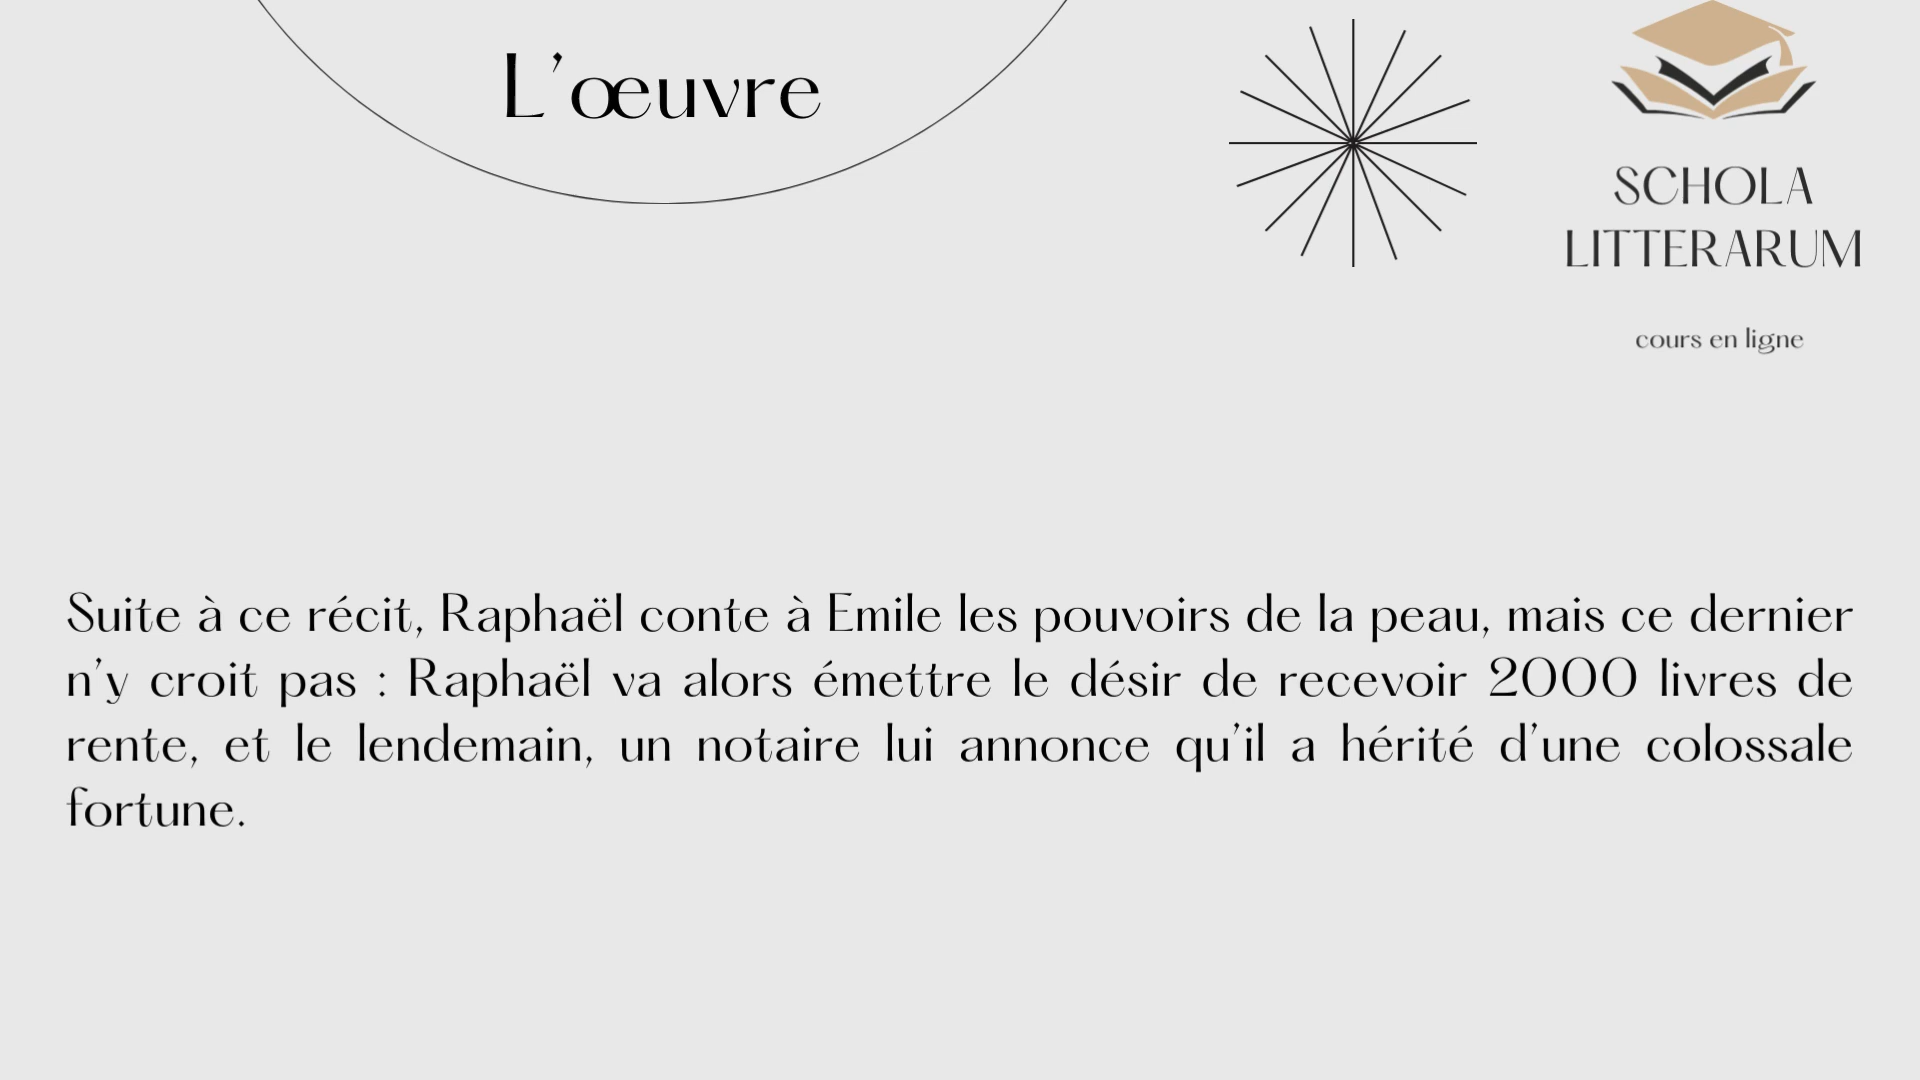 L’œuvre
SCHOLA
LITTERARUM
cours en ligne
Suite à ce récit, Raphaël conte à Emile les pouvoirs de la peau, mais ce dernier
n’y croit pas : Raphaël va alors émettre le désir de recevoir 2000 livres de
rente, et le lendemain, un notaire lui annonce qu’il a hérité d’une colossale
fortune.